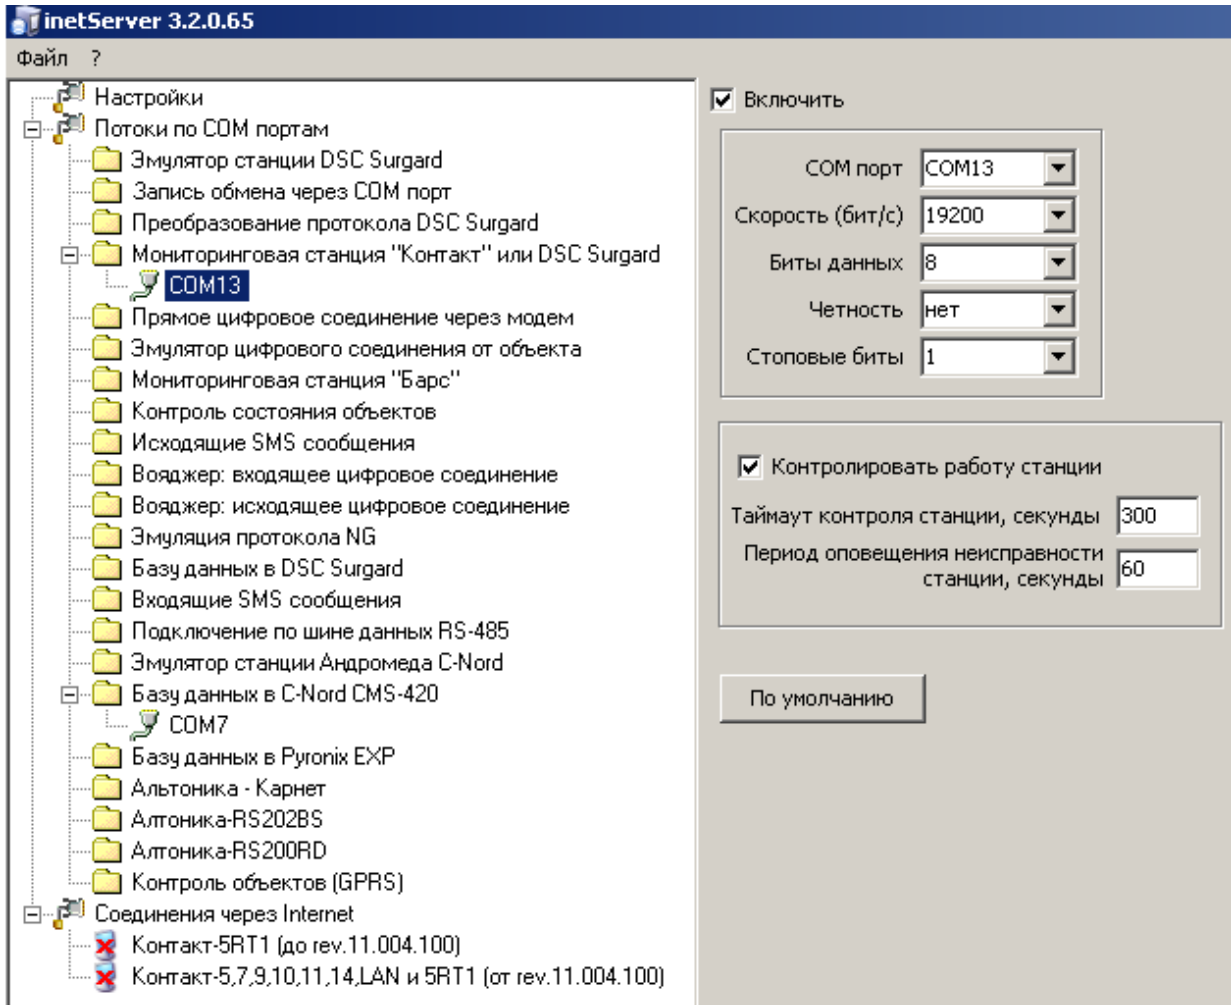 inetServer 3.2.0.65
Файл ?
Настройки
Потоки по COM портам
Эмулятор станции DSC Surgard
Запись обмена через COM порт
Преобразование протокола DSC Surgard
Мониторинговая станция "Контакт" или DSC Surgard
COM13
Прямое цифровое соединение через модем
Эмулятор цифрового соединения от объекта
Мониторинговая станция "Барс"
Контроль состояния объектов
Исходящие SMS сообщения
Вояджер: входящее цифровое соединение
Вояджер: исходящее цифровое соединение
Эмуляция протокола NG
Базу данных в DSC Surgard
Входящие SMS сообщения
Подключение по шине данных RS-485
Эмулятор станции Андромеда C-Nord
Базу данных в C-Nord CMS-420
COM7
Базу данных в Pyronix EXP
Альтоника - Карнет
Алтоника-RS202BS
Алтоника-RS200RD
Контроль объектов (GPRS)
Соединения через Internet
Контакт-5RT1 (до rev.11.004.100)
Контакт-5,7,9,10,11,14,LAN и 5RT1 (от rev.11.004.100)
Включить
COM порт COM13
Скорость (бит/с) 19200
Биты данных 8
Четность нет
Стоповые биты 1
Контролировать работу станции
Таймаут контроля станции, секунды 300
Период оповещения неисправности
станции, секунды 60
По умолчанию